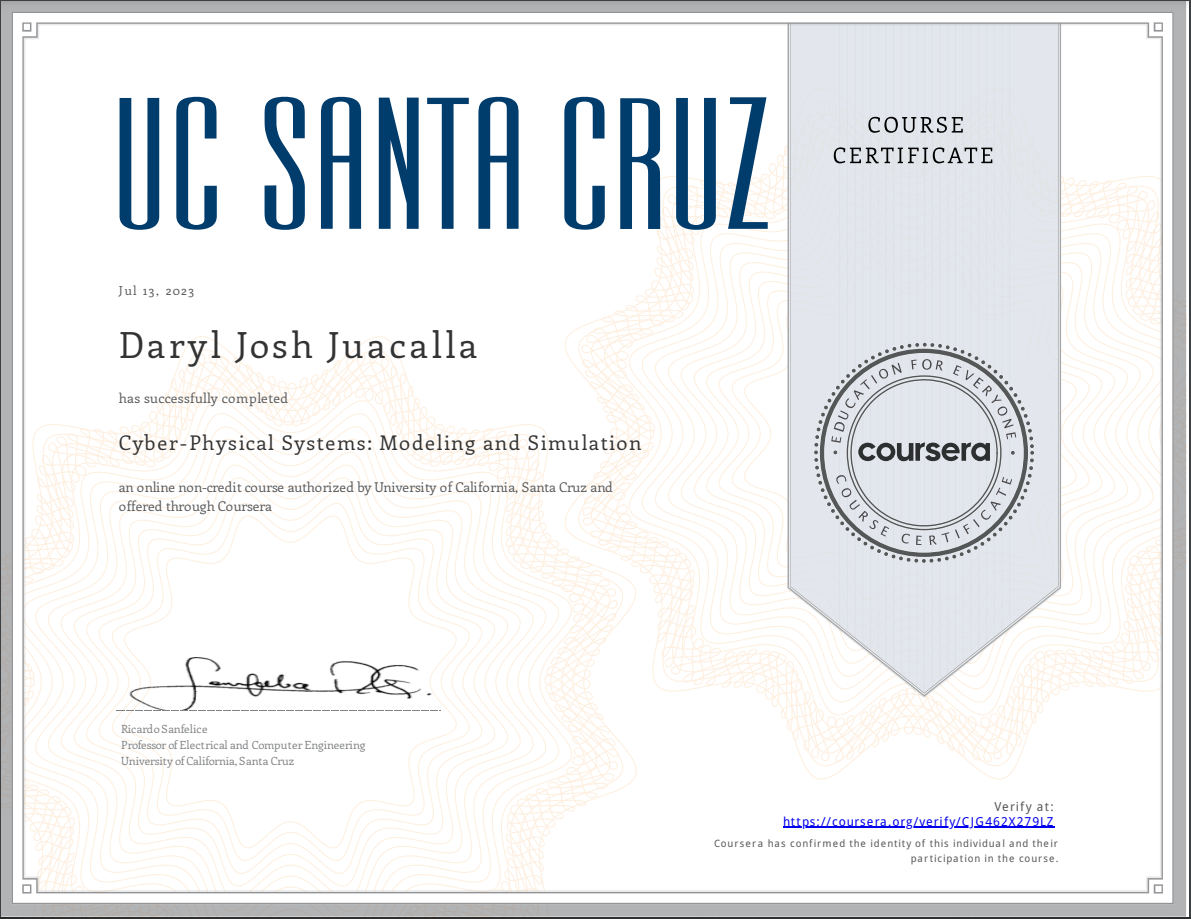 UC SANTA CRUZ
COURSE
CERTIFICATE
Jul 13, 2023
Daryl Josh Juacalla
has successfully completed
Cyber-Physical Systems: Modeling and Simulation
an online non-credit course authorized by University of California, Santa Cruz and
offered through Coursera
EDUCATION FOR EVERYONE
coursera
COURSE CERTIFICATE
Ricardo Sanfelice
Professor of Electrical and Computer Engineering
University of California, Santa Cruz
Verify at:
https://coursera.org/verify/CJG462X279LZ
Coursera has confirmed the identity of this individual and their
participation in the course.